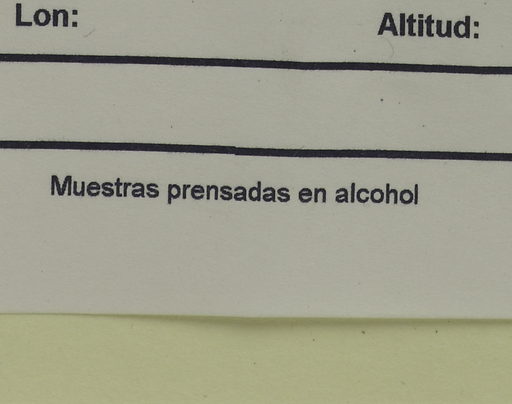 Lon: Altitud:
Muestras prensadas en alcohol